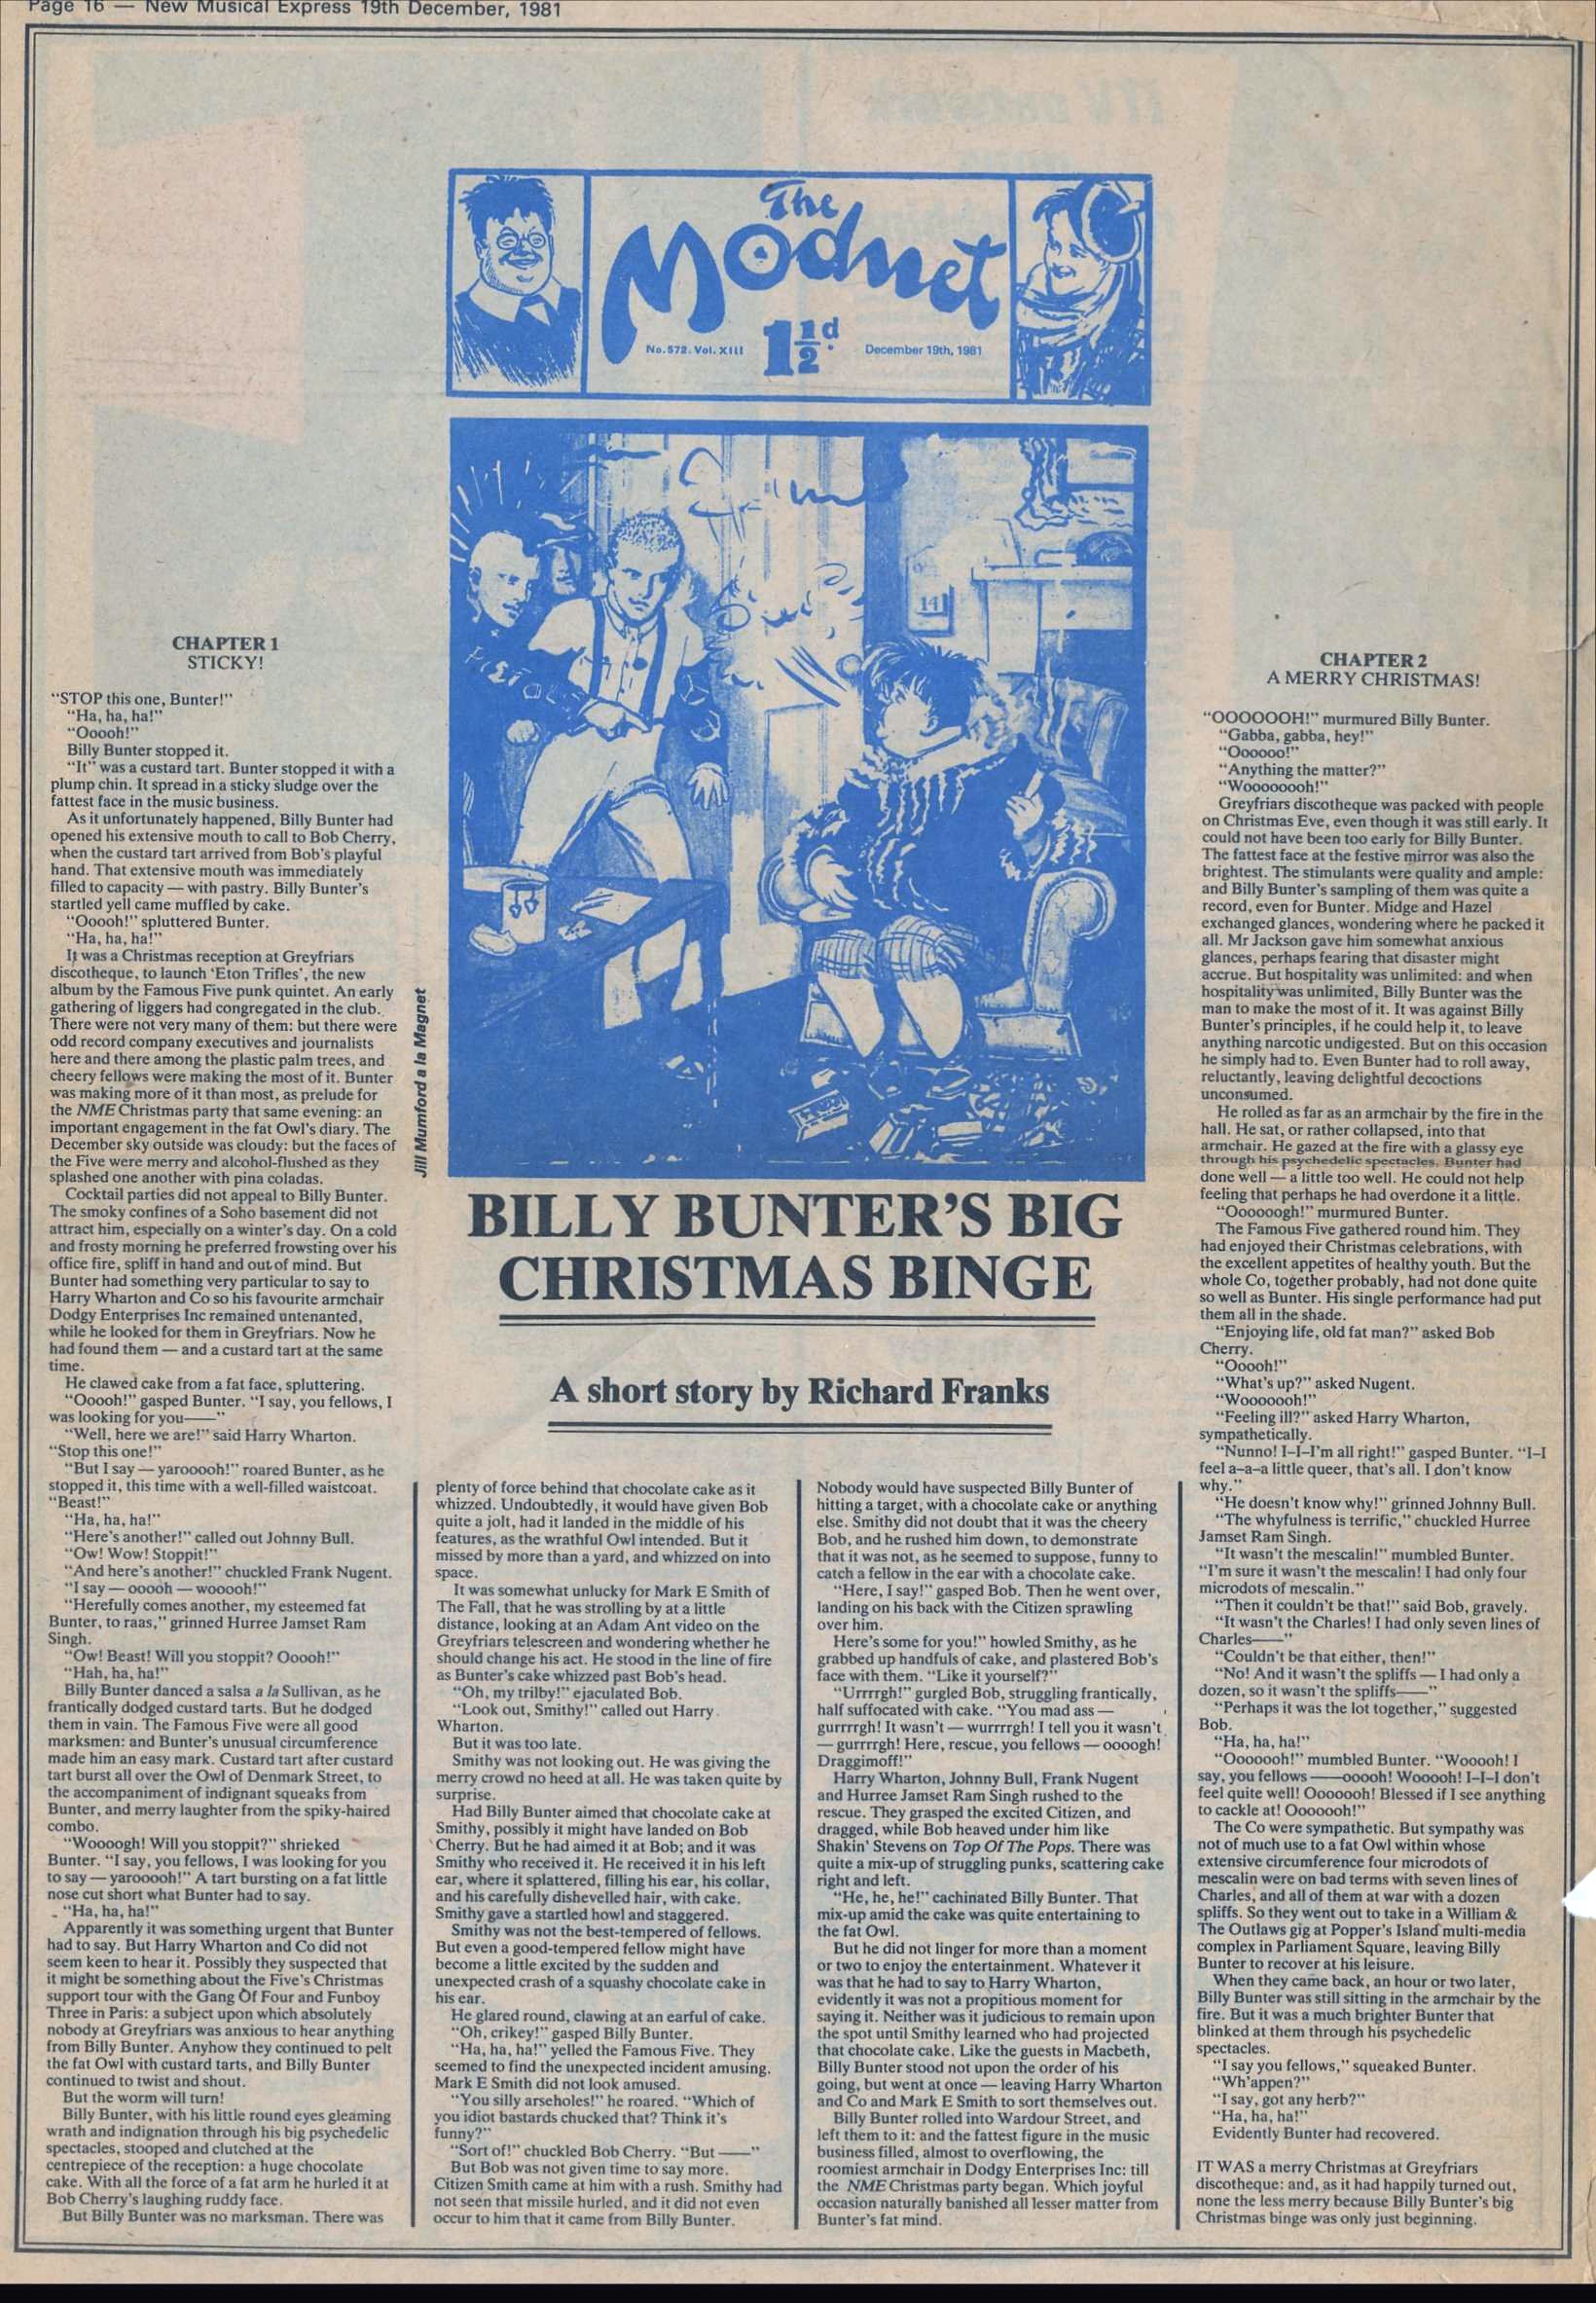 Page 16 — New Musical Express 19th December, 1981
The
Modnet
No.572. Vol. XIII
1½d.
December 19th, 1981
14
Jill Mumford a la Magnet
BILLY BUNTER'S BIG
CHRISTMAS BINGE
A short story by Richard Franks
CHAPTER 1
STICKY!
"STOP this one, Bunter!"
"Ha, ha, ha!"
"Ooooh!"
Billy Bunter stopped it.
"It" was a custard tart. Bunter stopped it with a
plump chin. It spread in a sticky sludge over the
fattest face in the music business.
As it unfortunately happened, Billy Bunter had
opened his extensive mouth to call to Bob Cherry,
when the custard tart arrived from Bob's playful
hand. That extensive mouth was immediately
filled to capacity — with pastry. Billy Bunter's
startled yell came muffled by cake.
"Ooooh!" spluttered Bunter.
"Ha, ha, ha!"
It was a Christmas reception at Greyfriars
discotheque, to launch 'Eton Trifles', the new
album by the Famous Five punk quintet. An early
gathering of liggers had congregated in the club.
There were not very many of them: but there were
odd record company executives and journalists
here and there among the plastic palm trees, and
cheery fellows were making the most of it. Bunter
was making more of it than most, as prelude for
the NME Christmas party that same evening: an
important engagement in the fat Owl's diary. The
December sky outside was cloudy: but the faces of
the Five were merry and alcohol-flushed as they
splashed one another with pina coladas.
Cocktail parties did not appeal to Billy Bunter.
The smoky confines of a Soho basement did not
attract him, especially on a winter's day. On a cold
and frosty morning he preferred frowsting over his
office fire, spliff in hand and out of mind. But
Bunter had something very particular to say to
Harry Wharton and Co so his favourite armchair
Dodgy Enterprises Inc remained untenanted,
while he looked for them in Greyfriars. Now he
had found them — and a custard tart at the same
time.
He clawed cake from a fat face, spluttering.
"Ooooh!" gasped Bunter. "I say, you fellows, I
was looking for you——"
"Well, here we are!" said Harry Wharton.
"Stop this one!"
"But I say — yarooooh!" roared Bunter, as he
stopped it, this time with a well-filled waistcoat.
"Beast!"
"Ha, ha, ha!"
"Here's another!" called out Johnny Bull.
"Ow! Wow! Stoppit!"
"And here's another!" chuckled Frank Nugent.
"I say — ooooh — wooooh!"
"Herefully comes another, my esteemed fat
Bunter, to raas," grinned Hurree Jamset Ram
Singh.
"Ow! Beast! Will you stoppit? Ooooh!"
"Hah, ha, ha!"
Billy Bunter danced a salsa a la Sullivan, as he
frantically dodged custard tarts. But he dodged
them in vain. The Famous Five were all good
marksmen: and Bunter's unusual circumference
made him an easy mark. Custard tart after custard
tart burst all over the Owl of Denmark Street, to
the accompaniment of indignant squeaks from
Bunter, and merry laughter from the spiky-haired
combo.
"Woooogh! Will you stoppit?" shrieked
Bunter. "I say, you fellows, I was looking for you
to say — yarooooh!" A tart bursting on a fat little
nose cut short what Bunter had to say.
"Ha, ha, ha!"
Apparently it was something urgent that Bunter
had to say. But Harry Wharton and Co did not
seem keen to hear it. Possibly they suspected that
it might be something about the Five's Christmas
support tour with the Gang Of Four and Funboy
Three in Paris: a subject upon which absolutely
nobody at Greyfriars was anxious to hear anything
from Billy Bunter. Anyhow they continued to pelt
the fat Owl with custard tarts, and Billy Bunter
continued to twist and shout.
But the worm will turn!
Billy Bunter, with his little round eyes gleaming
wrath and indignation through his big psychedelic
spectacles, stooped and clutched at the
centrepiece of the reception: a huge chocolate
cake. With all the force of a fat arm he hurled it at
Bob Cherry's laughing ruddy face.
But Billy Bunter was no marksman. There was
plenty of force behind that chocolate cake as it
whizzed. Undoubtedly, it would have given Bob
quite a jolt, had it landed in the middle of his
features, as the wrathful Owl intended. But it
missed by more than a yard, and whizzed on into
space.
It was somewhat unlucky for Mark E Smith of
The Fall, that he was strolling by at a little
distance, looking at an Adam Ant video on the
Greyfriars telescreen and wondering whether he
should change his act. He stood in the line of fire
as Bunter's cake whizzed past Bob's head.
"Oh, my trilby!" ejaculated Bob.
"Look out, Smithy!" called out Harry
Wharton.
But it was too late.
Smithy was not looking out. He was giving the
merry crowd no heed at all. He was taken quite by
surprise.
Had Billy Bunter aimed that chocolate cake at
Smithy, possibly it might have landed on Bob
Cherry. But he had aimed it at Bob; and it was
Smithy who received it. He received it in his left
ear, where it splattered, filling his ear, his collar,
and his carefully dishevelled hair, with cake.
Smithy gave a startled howl and staggered.
Smithy was not the best-tempered of fellows.
But even a good-tempered fellow might have
become a little excited by the sudden and
unexpected crash of a squashy chocolate cake in
his ear.
He glared round, clawing at an earful of cake.
"Oh, crikey!" gasped Billy Bunter.
"Ha, ha, ha!" yelled the Famous Five. They
seemed to find the unexpected incident amusing.
Mark E Smith did not look amused.
"You silly arseholes!" he roared. "Which of
you idiot bastards chucked that? Think it's
funny?"
"Sort of!" chuckled Bob Cherry. "But ——"
But Bob was not given time to say more.
Citizen Smith came at him with a rush. Smithy had
not seen that missile hurled, and it did not even
occur to him that it came from Billy Bunter.
Nobody would have suspected Billy Bunter of
hitting a target, with a chocolate cake or anything
else. Smithy did not doubt that it was the cheery
Bob, and he rushed him down, to demonstrate
that it was not, as he seemed to suppose, funny to
catch a fellow in the ear with a chocolate cake.
"Here, I say!" gasped Bob. Then he went over,
landing on his back with the Citizen sprawling
over him.
Here's some for you!" howled Smithy, as he
grabbed up handfuls of cake, and plastered Bob's
face with them. "Like it yourself?"
"Urrrrgh!" gurgled Bob, struggling frantically,
half suffocated with cake. "You mad ass —
gurrrrgh! It wasn't — wurrrrgh! I tell you it wasn't
— gurrrrgh! Here, rescue, you fellows — oooogh!
Draggimoff!"
Harry Wharton, Johnny Bull, Frank Nugent
and Hurree Jamset Ram Singh rushed to the
rescue. They grasped the excited Citizen, and
dragged, while Bob heaved under him like
Shakin' Stevens on Top Of The Pops. There was
quite a mix-up of struggling punks, scattering cake
right and left.
"He, he, he!" cachinated Billy Bunter. That
mix-up amid the cake was quite entertaining to
the fat Owl.
But he did not linger for more than a moment
or two to enjoy the entertainment. Whatever it
was that he had to say to Harry Wharton,
evidently it was not a propitious moment for
saying it. Neither was it judicious to remain upon
the spot until Smithy learned who had projected
that chocolate cake. Like the guests in Macbeth,
Billy Bunter stood not upon the order of his
going, but went at once — leaving Harry Wharton
and Co and Mark E Smith to sort themselves out.
Billy Bunter rolled into Wardour Street, and
left them to it: and the fattest figure in the music
business filled, almost to overflowing, the
roomiest armchair in Dodgy Enterprises Inc: till
the NME Christmas party began. Which joyful
occasion naturally banished all lesser matter from
Bunter's fat mind.
CHAPTER 2
A MERRY CHRISTMAS!
"OOOOOOH!" murmured Billy Bunter.
"Gabba, gabba, hey!"
"Oooooo!"
"Anything the matter?"
"Woooooooh!"
Greyfriars discotheque was packed with people
on Christmas Eve, even though it was still early. It
could not have been too early for Billy Bunter.
The fattest face at the festive mirror was also the
brightest. The stimulants were quality and ample:
and Billy Bunter's sampling of them was quite a
record, even for Bunter. Midge and Hazel
exchanged glances, wondering where he packed it
all. Mr Jackson gave him somewhat anxious
glances, perhaps fearing that disaster might
accrue. But hospitality was unlimited: and when
hospitality was unlimited, Billy Bunter was the
man to make the most of it. It was against Billy
Bunter's principles, if he could help it, to leave
anything narcotic undigested. But on this occasion
he simply had to. Even Bunter had to roll away,
reluctantly, leaving delightful decoctions
unconsumed.
He rolled as far as an armchair by the fire in the
hall. He sat, or rather collapsed, into that
armchair. He gazed at the fire with a glassy eye
through his psychedelic spectacles. Bunter had
done well — a little too well. He could not help
feeling that perhaps he had overdone it a little.
"Oooooogh!" murmured Bunter.
The Famous Five gathered round him. They
had enjoyed their Christmas celebrations, with
the excellent appetites of healthy youth. But the
whole Co, together probably, had not done quite
so well as Bunter. His single performance had put
them all in the shade.
"Enjoying life, old fat man?" asked Bob
Cherry.
"Ooooh!"
"What's up?" asked Nugent.
"Wooooooh!"
"Feeling ill?" asked Harry Wharton,
sympathetically.
"Nunno! I–I–I'm all right!" gasped Bunter. "I–I
feel a–a–a little queer, that's all. I don't know
why."
"He doesn't know why!" grinned Johnny Bull.
"The whyfulness is terrific," chuckled Hurree
Jamset Ram Singh.
"It wasn't the mescalin!" mumbled Bunter.
"I'm sure it wasn't the mescalin! I had only four
microdots of mescalin."
"Then it couldn't be that!" said Bob, gravely.
"It wasn't the Charles! I had only seven lines of
Charles——"
"Couldn't be that either, then!"
"No! And it wasn't the spliffs — I had only a
dozen, so it wasn't the spliffs——"
"Perhaps it was the lot together," suggested
Bob.
"Ha, ha, ha!"
"Ooooooh!" mumbled Bunter. "Wooooh! I
say, you fellows ——ooooh! Wooooh! I–I–I don't
feel quite well! Ooooooh! Blessed if I see anything
to cackle at! Ooooooh!"
The Co were sympathetic. But sympathy was
not of much use to a fat Owl within whose
extensive circumference four microdots of
mescalin were on bad terms with seven lines of
Charles, and all of them at war with a dozen
spliffs. So they went out to take in a William &
The Outlaws gig at Popper's Island multi-media
complex in Parliament Square, leaving Billy
Bunter to recover at his leisure.
When they came back, an hour or two later,
Billy Bunter was still sitting in the armchair by the
fire. But it was a much brighter Bunter that
blinked at them through his psychedelic
spectacles.
"I say you fellows," squeaked Bunter.
"Wh'appen?"
"I say, got any herb?"
"Ha, ha, ha!"
Evidently Bunter had recovered.
IT WAS a merry Christmas at Greyfriars
discotheque: and, as it had happily turned out,
none the less merry because Billy Bunter's big
Christmas binge was only just beginning.